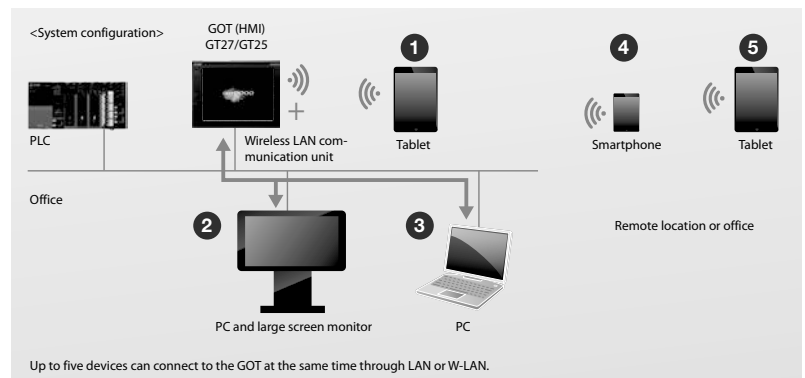 <System configuration>
GOT (HMI)
GT27/GT25
1
4
5
PLC
Wireless LAN com-
munication unit
Tablet
Smartphone
Tablet
Office
2
3
Remote location or office
PC and large screen monitor
PC
Up to five devices can connect to the GOT at the same time through LAN or W-LAN.